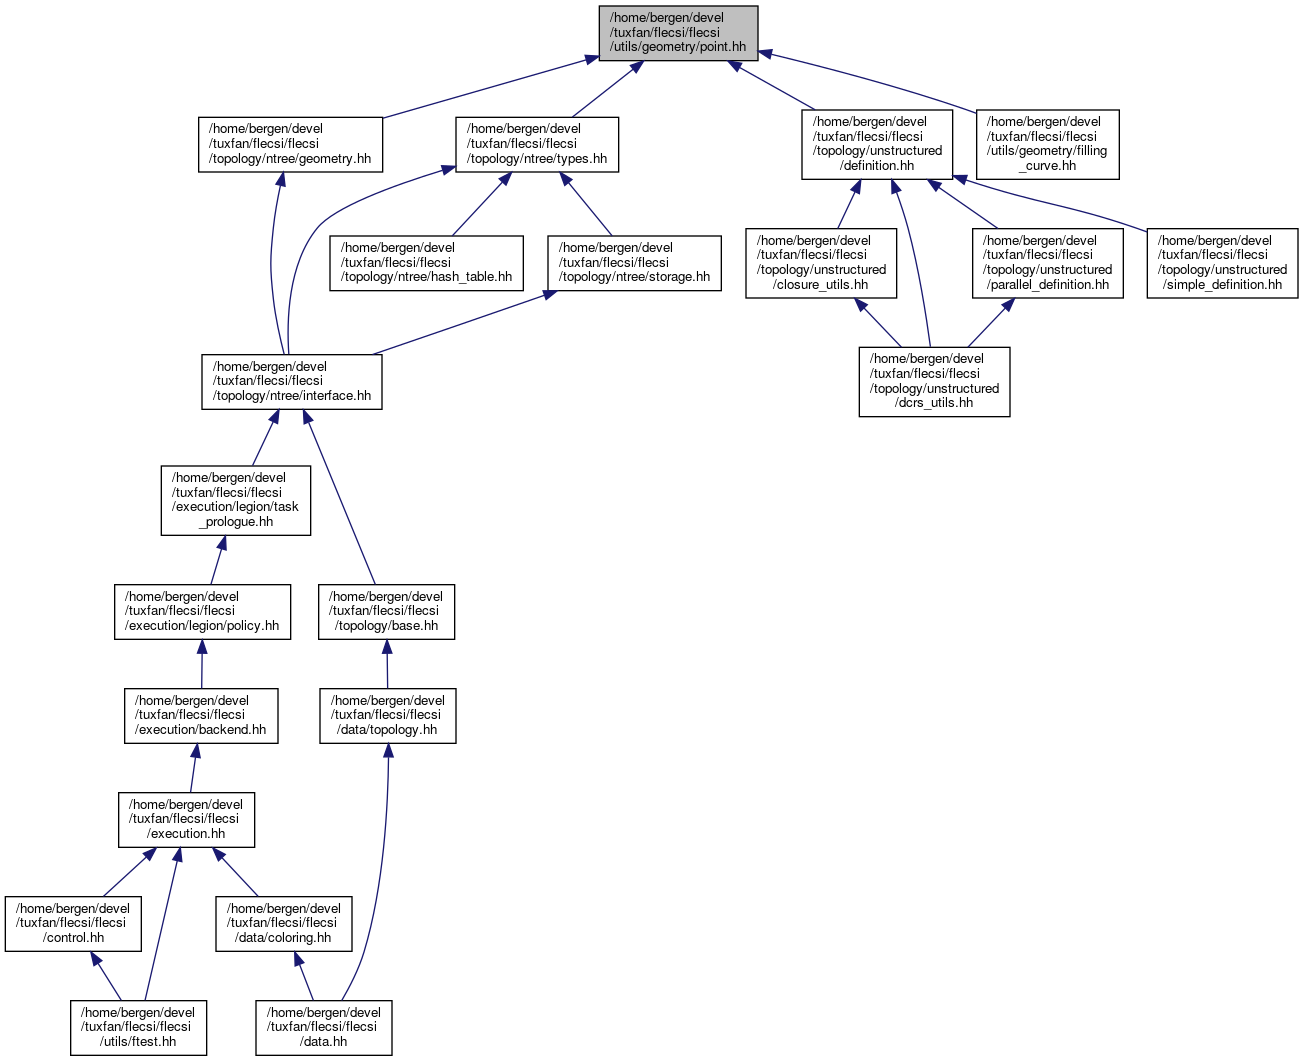 /home/bergen/devel
/tuxfan/flecsi/flecsi
/utils/geometry/point.hh
/home/bergen/devel
/tuxfan/flecsi/flecsi
/topology/ntree/geometry.hh
/home/bergen/devel
/tuxfan/flecsi/flecsi
/topology/ntree/types.hh
/home/bergen/devel
/tuxfan/flecsi/flecsi
/topology/unstructured
/definition.hh
/home/bergen/devel
/tuxfan/flecsi/flecsi
/utils/geometry/filling
_curve.hh
/home/bergen/devel
/tuxfan/flecsi/flecsi
/topology/ntree/hash_table.hh
/home/bergen/devel
/tuxfan/flecsi/flecsi
/topology/ntree/storage.hh
/home/bergen/devel
/tuxfan/flecsi/flecsi
/topology/unstructured
/closure_utils.hh
/home/bergen/devel
/tuxfan/flecsi/flecsi
/topology/unstructured
/parallel_definition.hh
/home/bergen/devel
/tuxfan/flecsi/flecsi
/topology/unstructured
/simple_definition.hh
/home/bergen/devel
/tuxfan/flecsi/flecsi
/topology/ntree/interface.hh
/home/bergen/devel
/tuxfan/flecsi/flecsi
/topology/unstructured
/dcrs_utils.hh
/home/bergen/devel
/tuxfan/flecsi/flecsi
/execution/legion/task
_prologue.hh
/home/bergen/devel
/tuxfan/flecsi/flecsi
/execution/legion/policy.hh
/home/bergen/devel
/tuxfan/flecsi/flecsi
/topology/base.hh
/home/bergen/devel
/tuxfan/flecsi/flecsi
/execution/backend.hh
/home/bergen/devel
/tuxfan/flecsi/flecsi
/data/topology.hh
/home/bergen/devel
/tuxfan/flecsi/flecsi
/execution.hh
/home/bergen/devel
/tuxfan/flecsi/flecsi
/control.hh
/home/bergen/devel
/tuxfan/flecsi/flecsi
/data/coloring.hh
/home/bergen/devel
/tuxfan/flecsi/flecsi
/utils/ftest.hh
/home/bergen/devel
/tuxfan/flecsi/flecsi
/data.hh